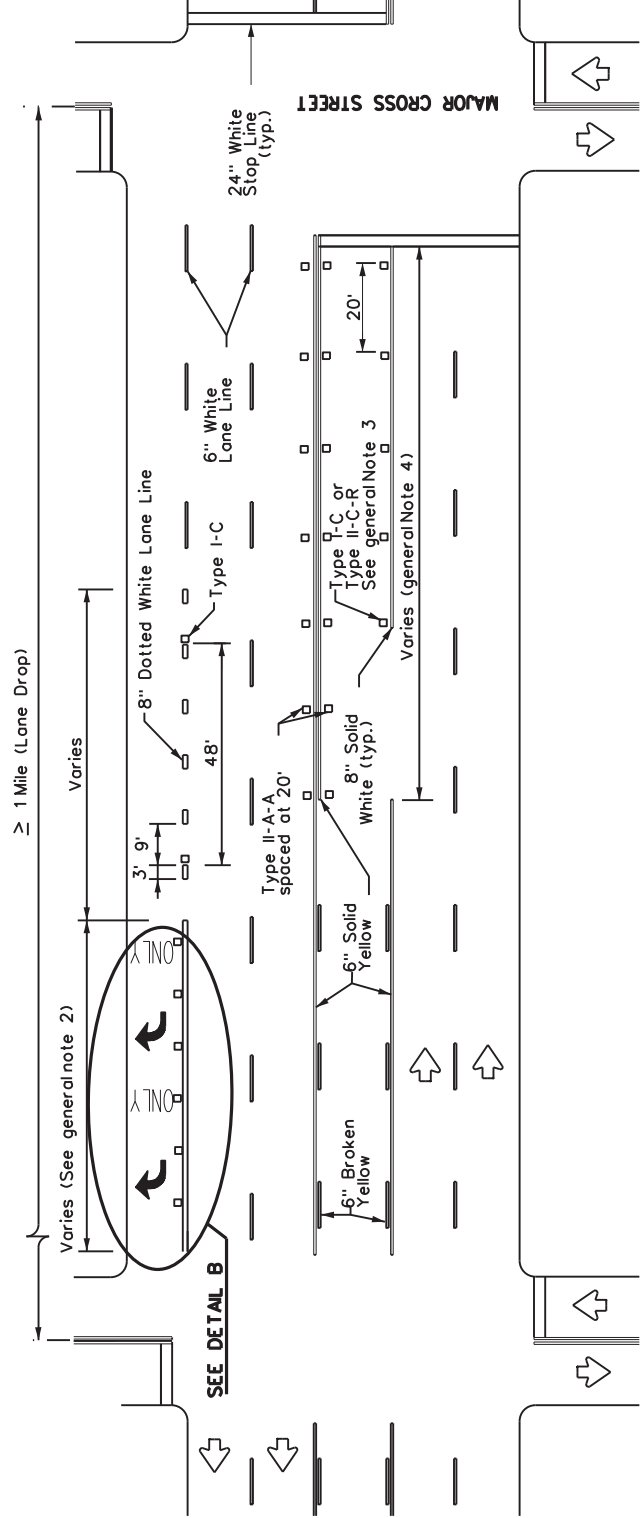 ≥ 1 Mile (Lane Drop)
Varies (See general note 2)
Varies
ONLY
ONLY
SEE DETAIL B
3'
9'
48'
8" Dotted White Lane Line
Type I-C
6" White
Lane Line
24" White
Stop Line
(typ.)
MAJOR CROSS STREET
Type II-A-A
spaced at 20'
20'
Type I-C or
Type II-C-R
See general Note 3
8" Solid
White (typ.)
Varies (general Note 4)
6" Solid
Yellow
6" Broken
Yellow